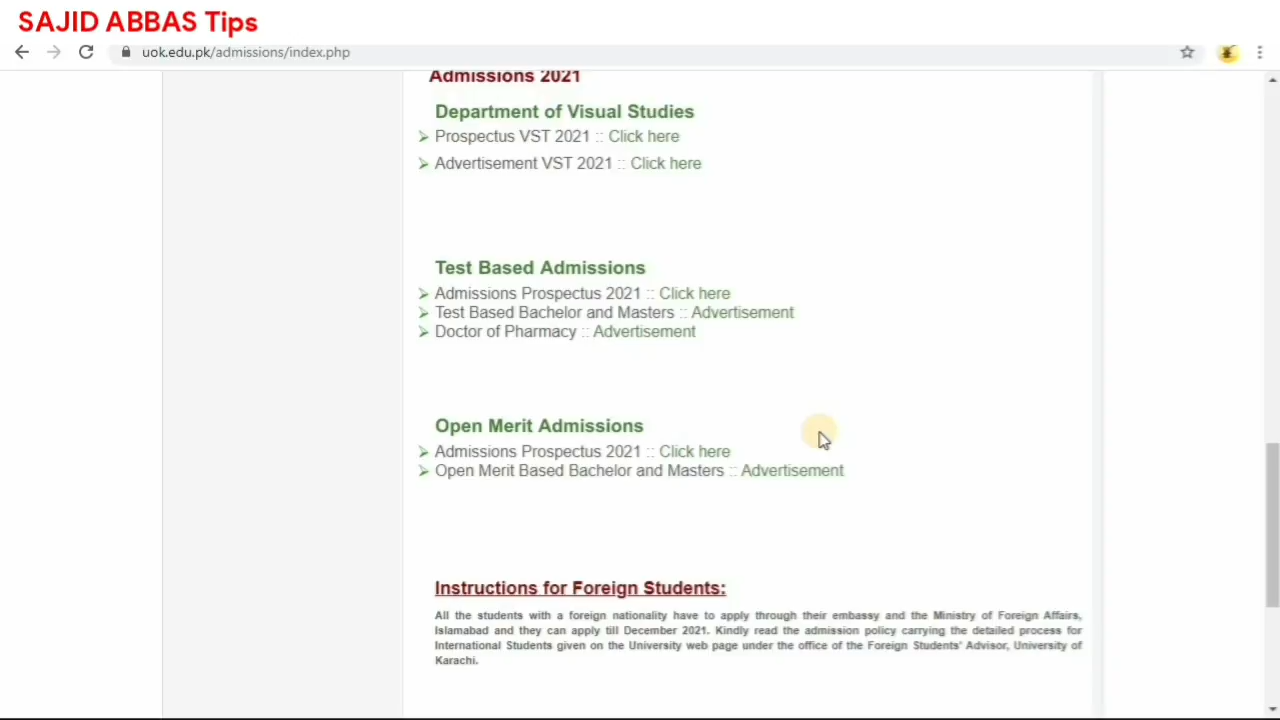 SAJID ABBAS Tips
uok.edu.pk/admissions/index.php
Admissions 2021
Department of Visual Studies
Prospectus VST 2021 :: Click here
Advertisement VST 2021 :: Click here
Test Based Admissions
Admissions Prospectus 2021 :: Click here
Test Based Bachelor and Masters :: Advertisement
Doctor of Pharmacy :: Advertisement
Open Merit Admissions
Admissions Prospectus 2021 :: Click here
Open Merit Based Bachelor and Masters :: Advertisement
Instructions for Foreign Students:
All the students with a foreign nationality have to apply through their embassy and the Ministry of Foreign Affairs,
Islamabad and they can apply till December 2021. Kindly read the admission policy carrying the detailed process for
International Students given on the University web page under the office of the Foreign Students' Advisor, University of
Karachi.